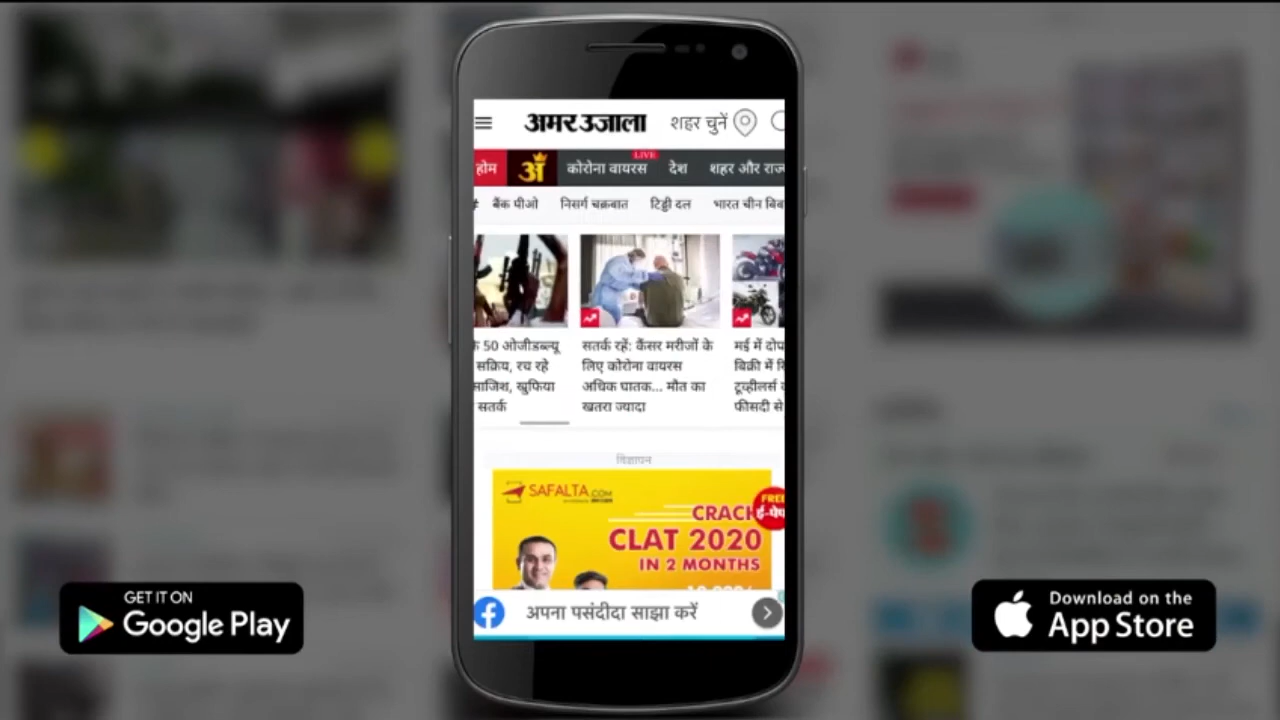 अमर उजाला शहर चुनें
होम अं कोरोना वायरस LIVE देश शहर और राज्
बैंक पीओ निसर्ग चक्रवात टिड्डी दल भारत चीन
50 ओजीडब्ल्यू
सक्रिय, रच रहे
साजिश, खुफिया
सतर्क
सतर्क रहें: कैंसर मरीजों के
लिए कोरोना वायरस
अधिक घातक... मौत का
खतरा ज्यादा
मई में
बिक्री में
टूव्हीलर्स
फीसदी से
विज्ञापन
SAFALTA.COM
CRACK
CLAT 2020
IN 2 MONTHS
FREE
अपना पसंदीदा साझा करें
GET IT ON
Google Play
Download on the
App Store